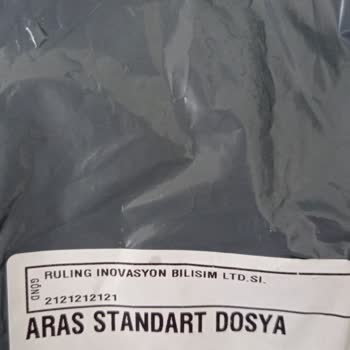 RULING INOVASYON BILISIM LTD.SI.
GÖND
2121212121
ARAS STANDART DOSYA